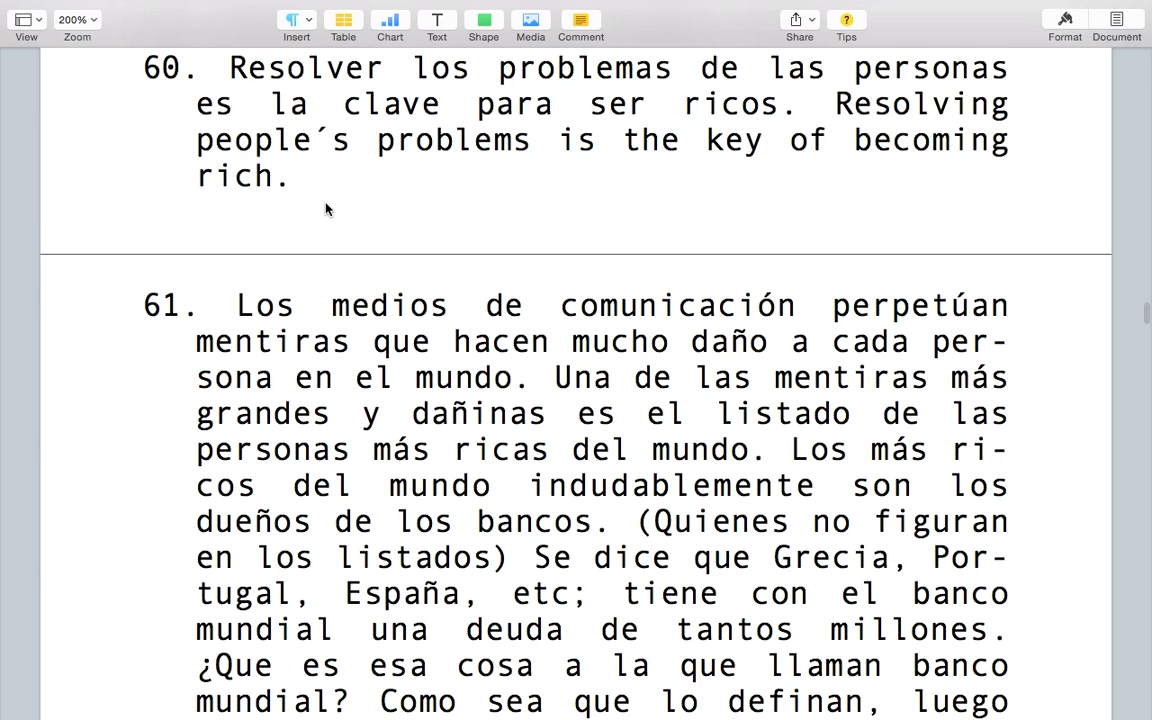 200%
View Zoom Insert Table Chart Text Shape Media Comment Share Tips Format Document
60. Resolver los problemas de las personas
es la clave para ser ricos. Resolving
people´s problems is the key of becoming
rich.
61. Los medios de comunicación perpetúan
mentiras que hacen mucho daño a cada per-
sona en el mundo. Una de las mentiras más
grandes y dañinas es el listado de las
personas más ricas del mundo. Los más ri-
cos del mundo indudablemente son los
dueños de los bancos. (Quienes no figuran
en los listados) Se dice que Grecia, Por-
tugal, España, etc; tiene con el banco
mundial una deuda de tantos millones.
¿Que es esa cosa a la que llaman banco
mundial? Como sea que lo definan, luego